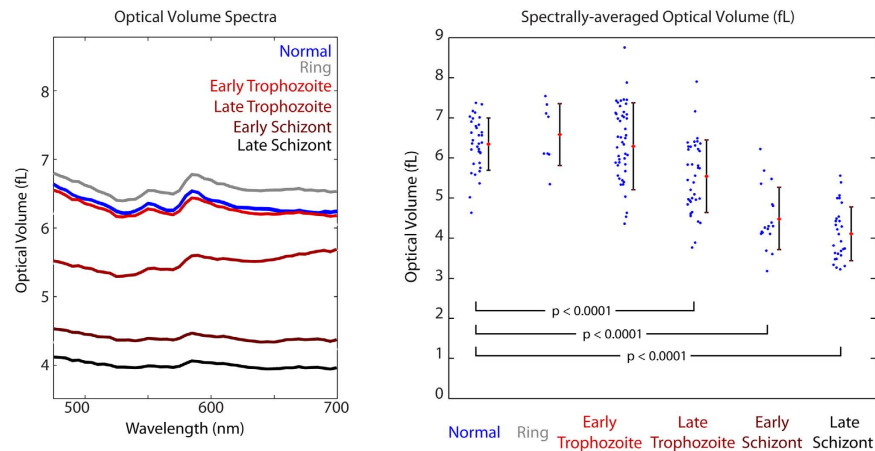 Optical Volume Spectra
Normal
Ring
Early Trophozoite
Late Trophozoite
Early Schizont
Late Schizont
8
7
6
5
4
Optical Volume (fL)
500
600
700
Wavelength (nm)
Spectrally-averaged Optical Volume (fL)
9
8
7
6
5
4
3
2
1
0
Optical Volume (fL)
p < 0.0001
p < 0.0001
p < 0.0001
Normal
Ring
Early
Trophozoite
Late
Trophozoite
Early
Schizont
Late
Schizont